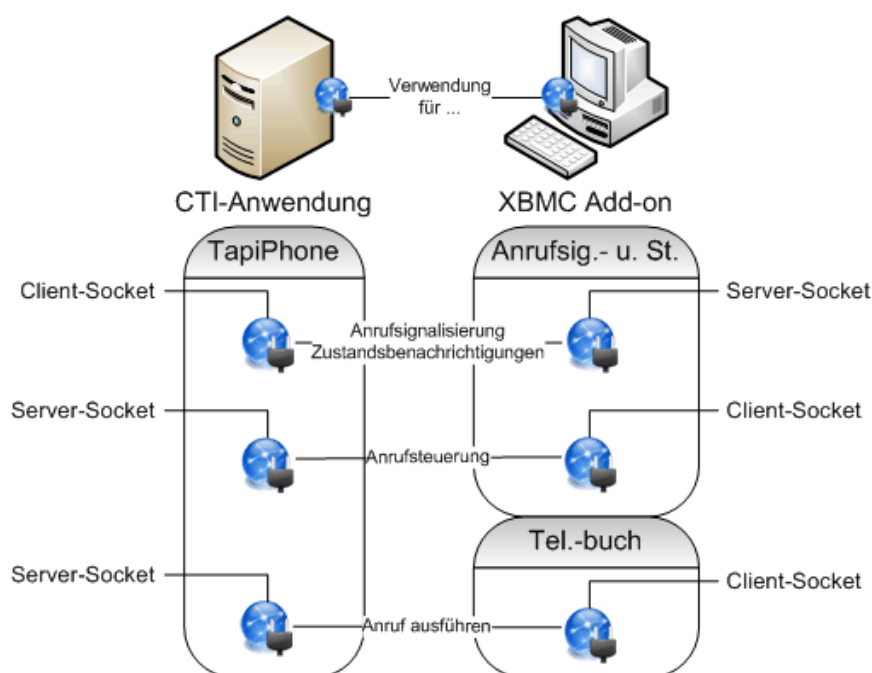 Verwendung
für ...
CTI-Anwendung
XBMC Add-on
TapiPhone
Anrufsig.- u. St.
Client-Socket
Server-Socket
Anrufsignalisierung
Zustandsbenachrichtigungen
Server-Socket
Client-Socket
Anrufsteuerung
Tel.-buch
Server-Socket
Client-Socket
Anruf ausführen